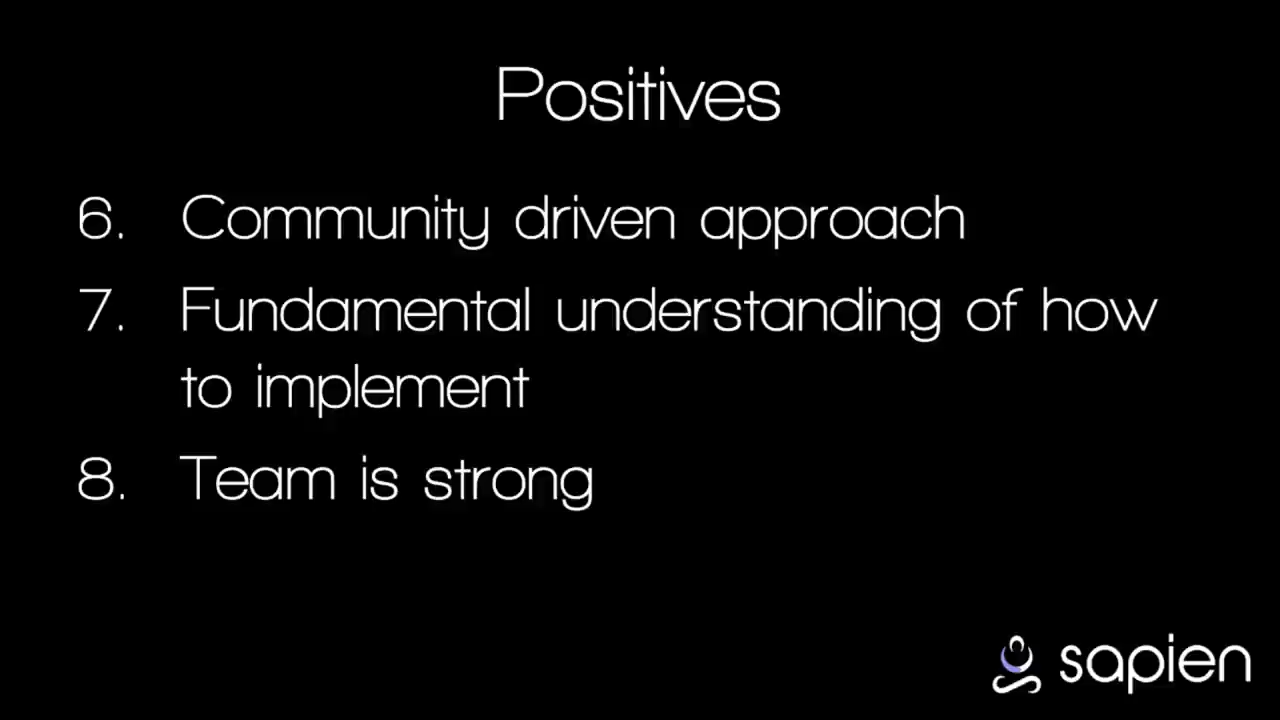 Positives
6. Community driven approach
7. Fundamental understanding of how
to implement
8. Team is strong
sapien